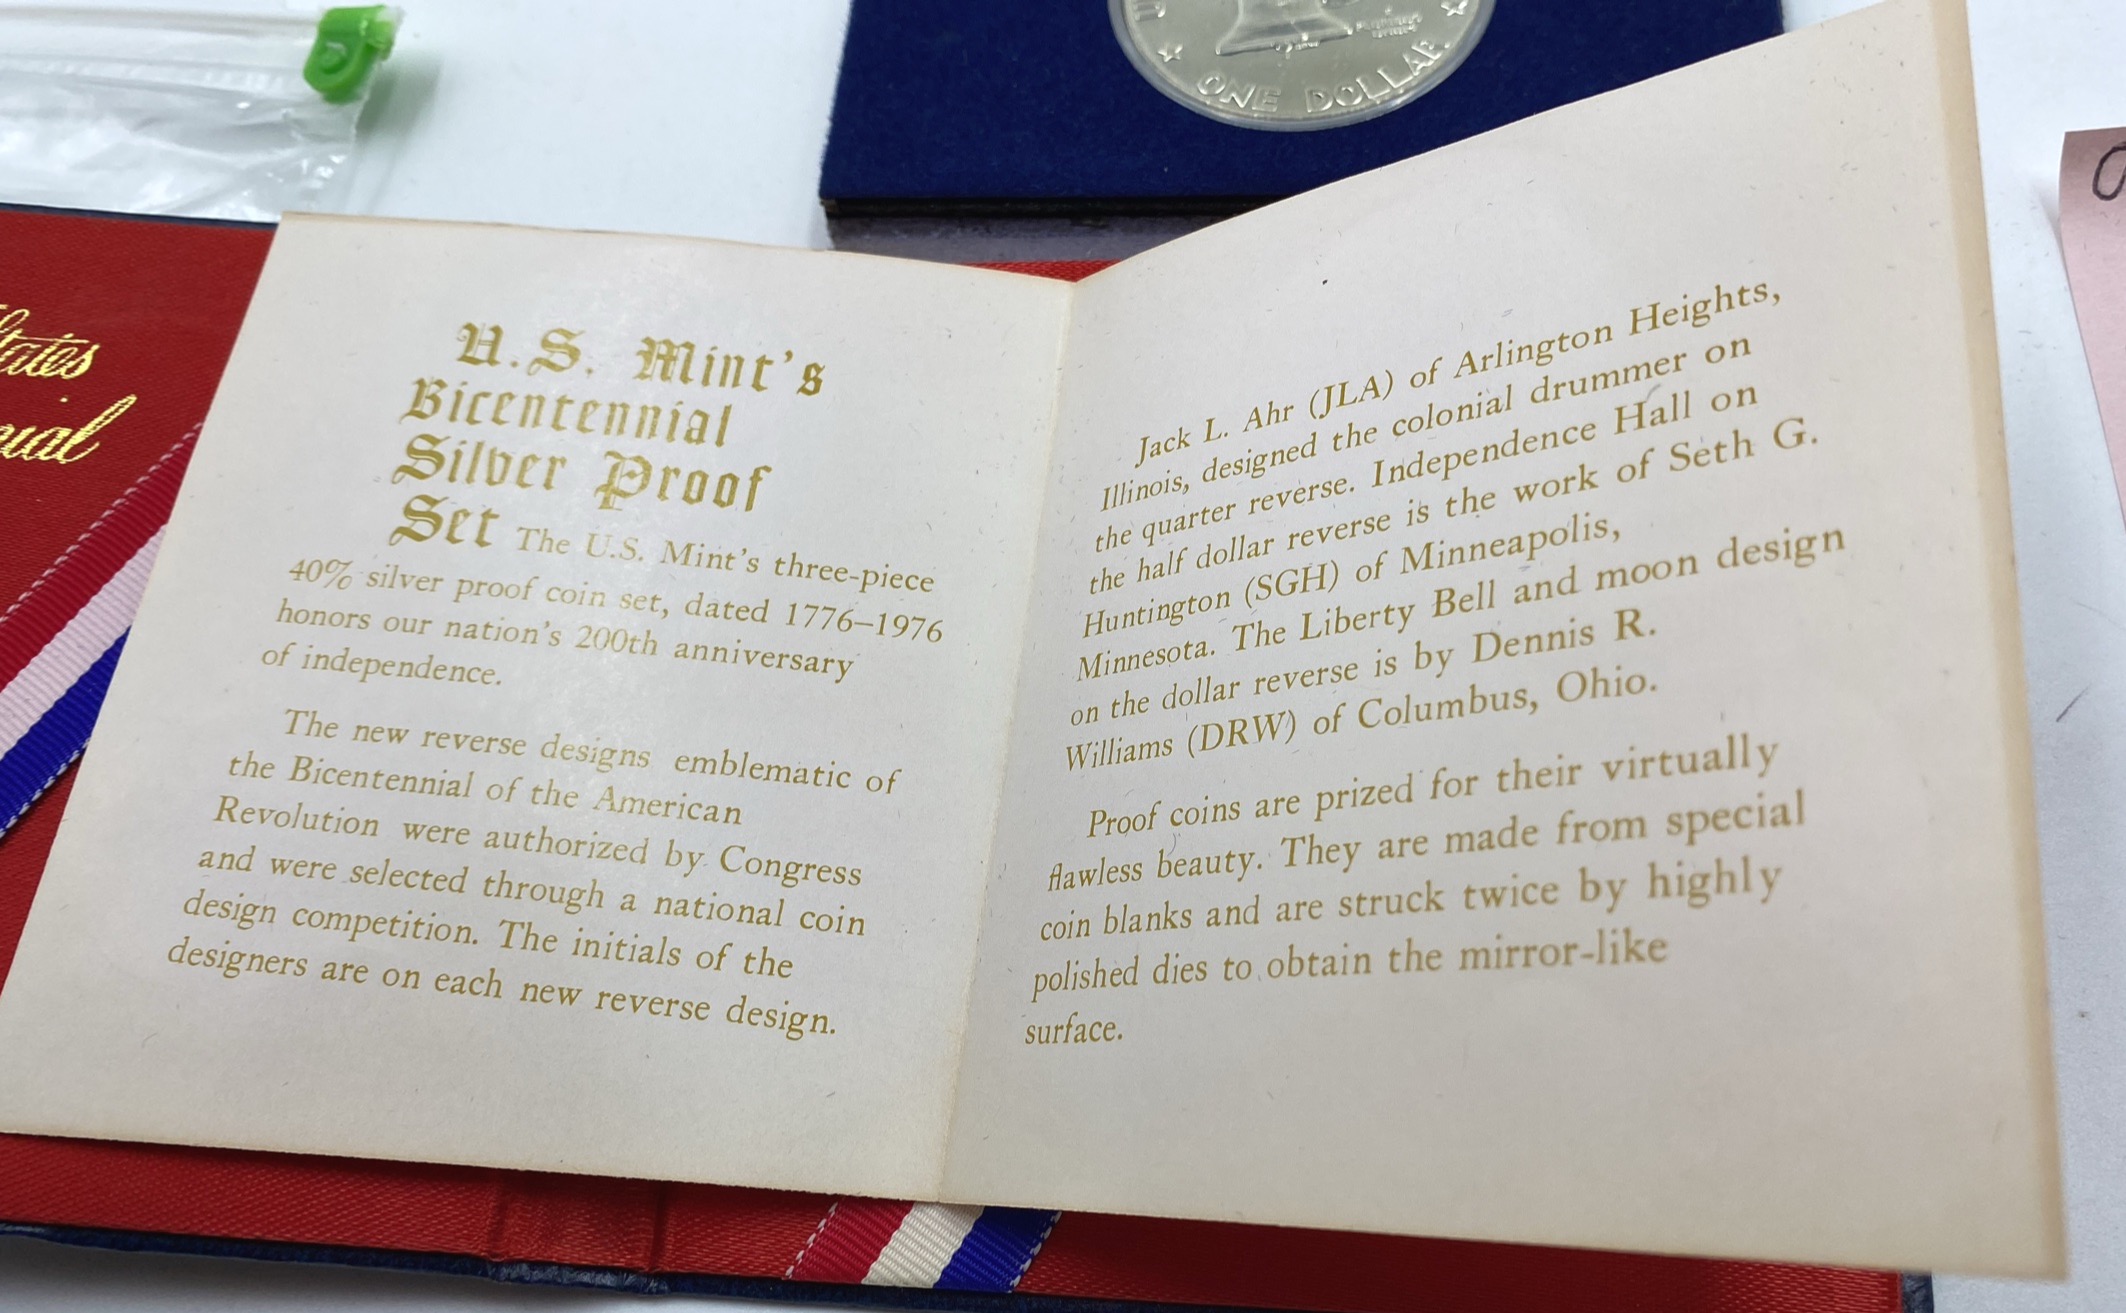 ONE DOLLAR
U.S. Mint's
Bicentennial
Silver Proof
Set The U.S. Mint's three-piece
40% silver proof coin set, dated 1776–1976
honors our nation's 200th anniversary
of independence.
The new reverse designs emblematic of
the Bicentennial of the American
Revolution were authorized by Congress
and were selected through a national coin
design competition. The initials of the
designers are on each new reverse design.
Jack L. Ahr (JLA) of Arlington Heights,
Illinois, designed the colonial drummer on
the quarter reverse. Independence Hall on
the half dollar reverse is the work of Seth G.
Huntington (SGH) of Minneapolis,
Minnesota. The Liberty Bell and moon design
on the dollar reverse is by Dennis R.
Williams (DRW) of Columbus, Ohio.
Proof coins are prized for their virtually
flawless beauty. They are made from special
coin blanks and are struck twice by highly
polished dies to obtain the mirror-like
surface.